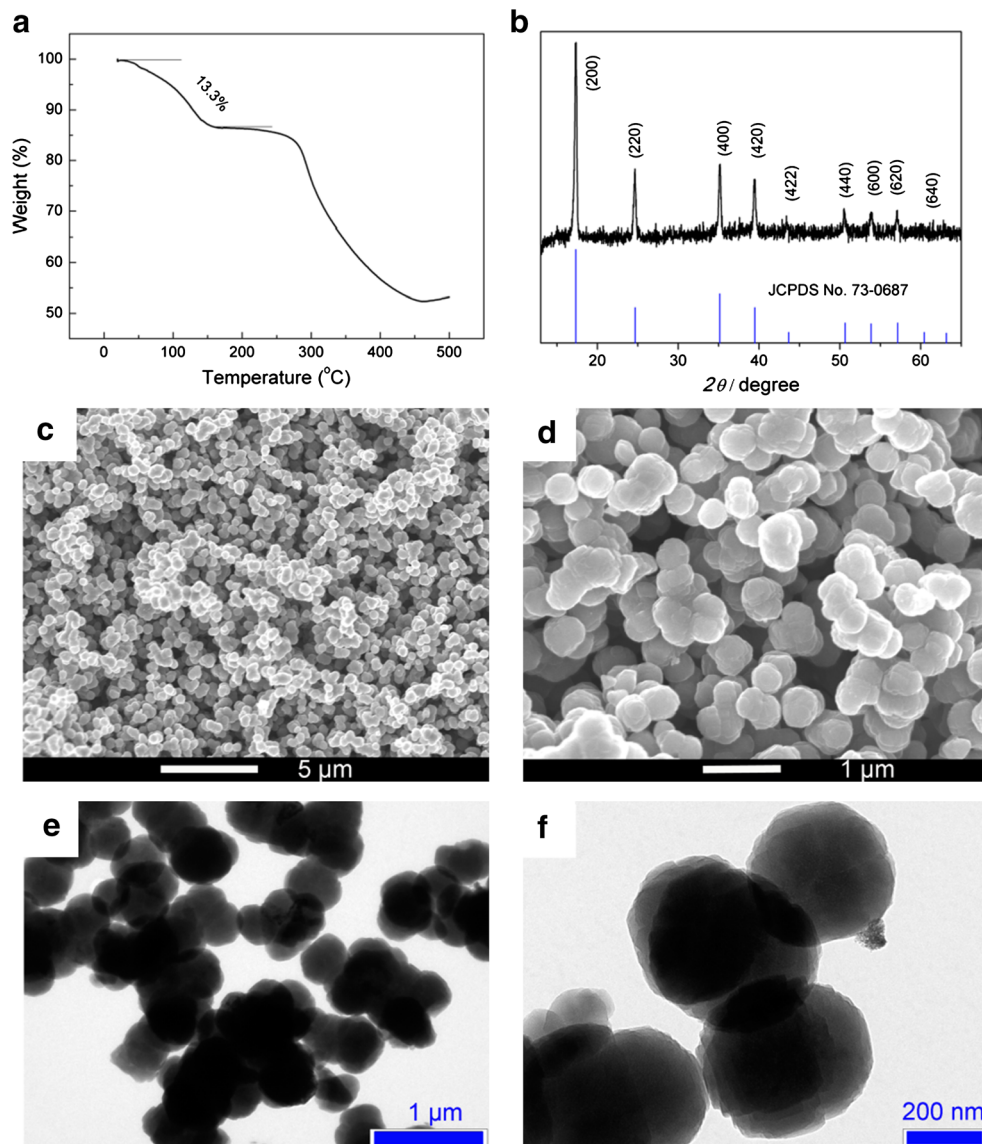 a
100
90
80
70
60
50
Weight (%)
13.3%
0 100 200 300 400 500
Temperature (°C)
b
(200)
(220)
(400)
(420)
(422)
(440)
(600)
(620)
(640)
JCPDS No. 73-0687
20 30 40 50 60
2θ / degree
c
5 μm
d
1 μm
e
1 μm
f
200 nm